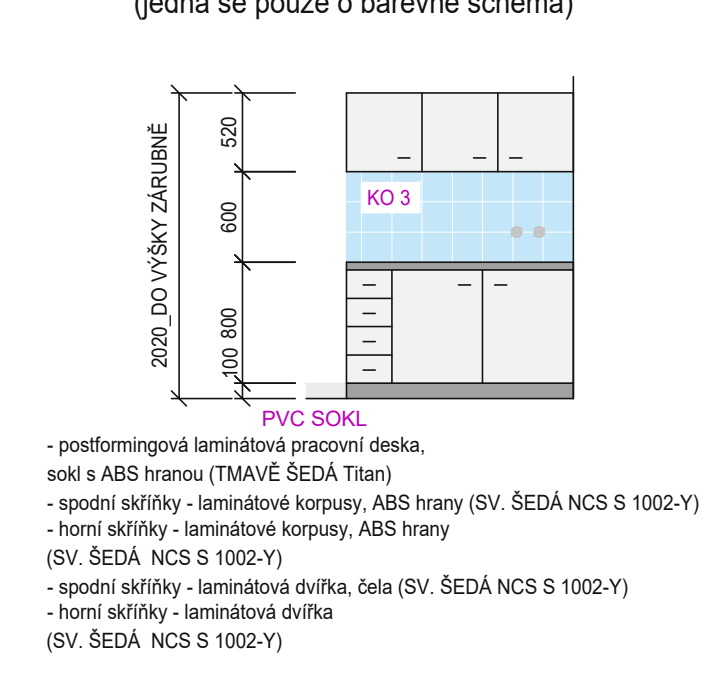 (jedná se pouze o barevné schéma)
520
600
800
100
2020_DO VÝŠKY ZÁRUBNĚ
KO 3
PVC SOKL
- postformingová laminátová pracovní deska,
sokl s ABS hranou (TMAVĚ ŠEDÁ Titan)
- spodní skříňky - laminátové korpusy, ABS hrany (SV. ŠEDÁ NCS S 1002-Y)
- horní skříňky - laminátové korpusy, ABS hrany
(SV. ŠEDÁ  NCS S 1002-Y)
- spodní skříňky - laminátová dvířka, čela (SV. ŠEDÁ NCS S 1002-Y)
- horní skříňky - laminátová dvířka
(SV. ŠEDÁ  NCS S 1002-Y)